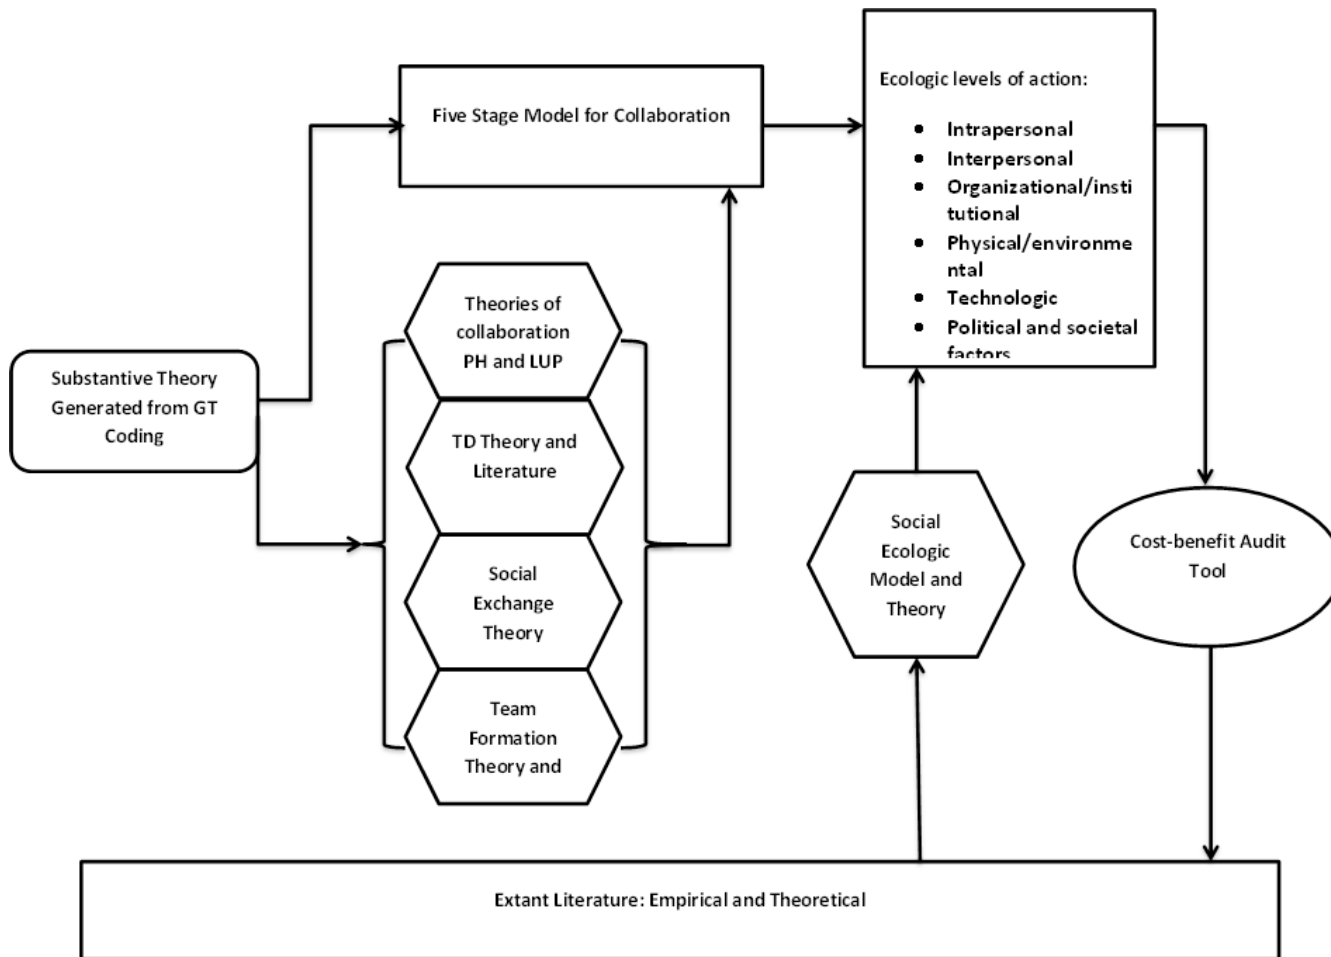 Five Stage Model for Collaboration
Ecologic levels of action:
• Intrapersonal
• Interpersonal
• Organizational/insti
tutional
• Physical/environme
ntal
• Technologic
• Political and societal
factors
Theories of
collaboration
PH and LUP
Substantive Theory
Generated from GT
Coding
TD Theory and
Literature
Social
Exchange
Theory
Team
Formation
Theory and
Social
Ecologic
Model and
Theory
Cost-benefit Audit
Tool
Extant Literature: Empirical and Theoretical